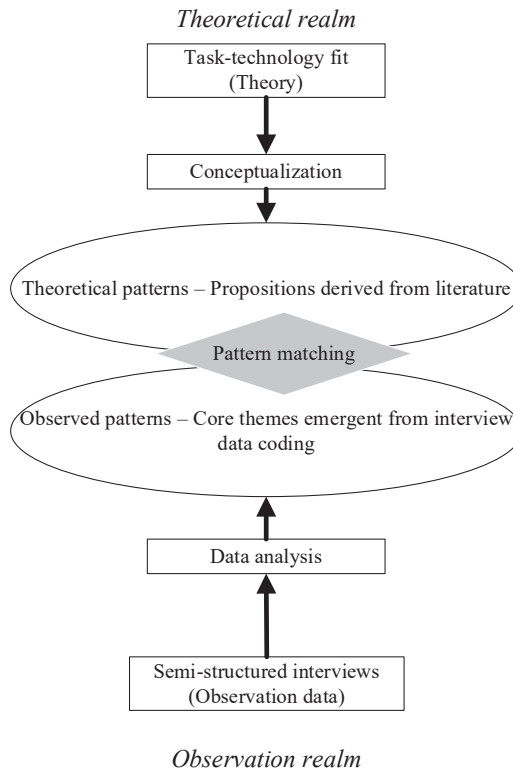 Theoretical realm
Task-technology fit
(Theory)
Conceptualization
Theoretical patterns – Propositions derived from literature
Pattern matching
Observed patterns – Core themes emergent from interview
data coding
Data analysis
Semi-structured interviews
(Observation data)
Observation realm